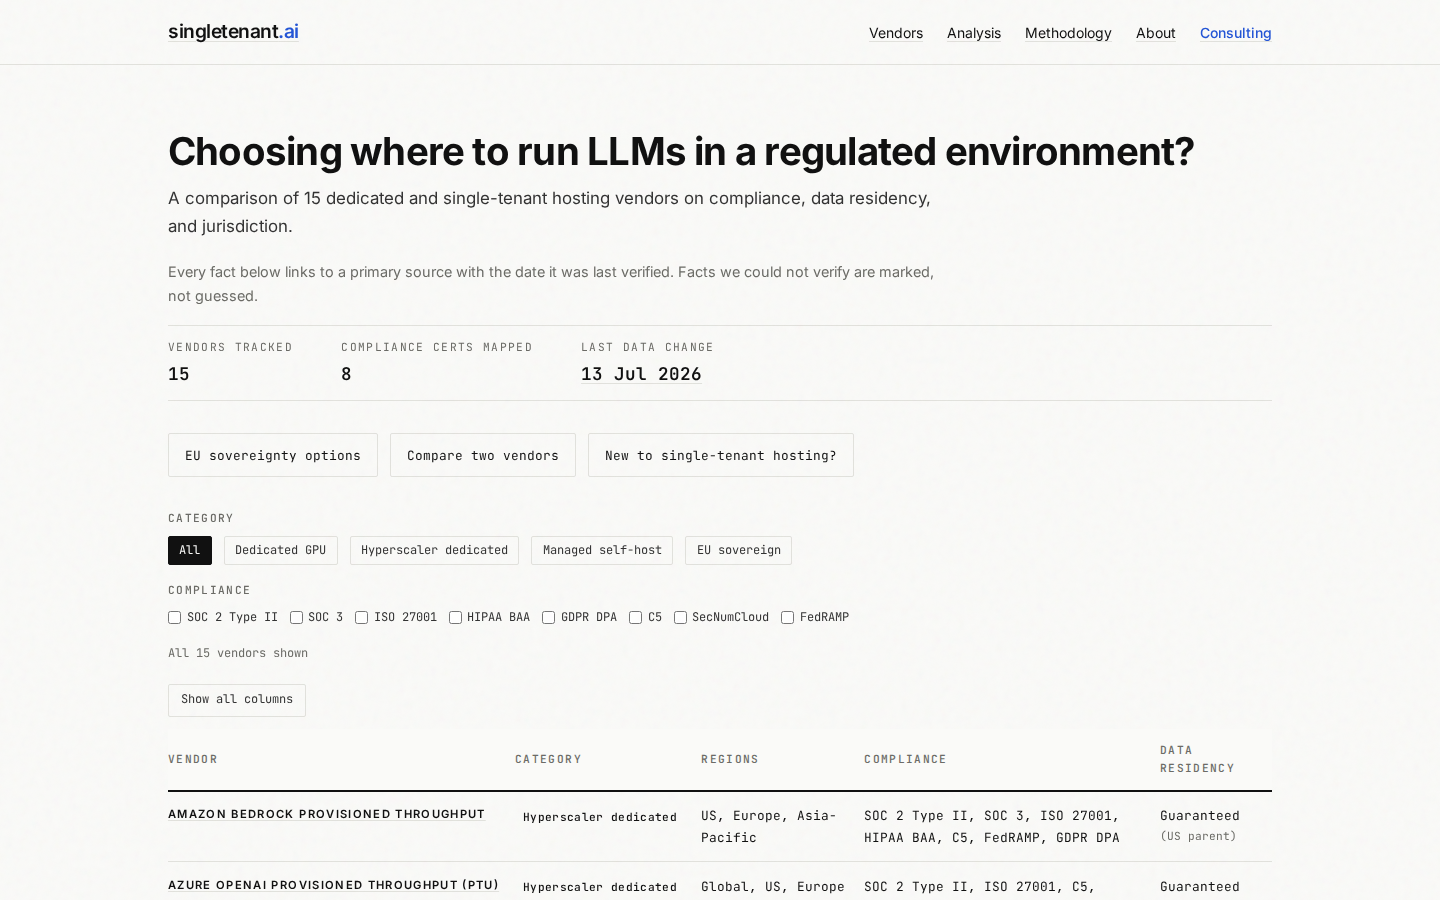 singletenant.ai
Vendors Analysis Methodology About Consulting
Choosing where to run LLMs in a regulated environment?
A comparison of 15 dedicated and single-tenant hosting vendors on compliance, data residency,
and jurisdiction.
Every fact below links to a primary source with the date it was last verified. Facts we could not verify are marked,
not guessed.
VENDORS TRACKED COMPLIANCE CERTS MAPPED LAST DATA CHANGE
15 8 13 Jul 2026
EU sovereignty options Compare two vendors New to single-tenant hosting?
CATEGORY
All Dedicated GPU Hyperscaler dedicated Managed self-host EU sovereign
COMPLIANCE
SOC 2 Type II SOC 3 ISO 27001 HIPAA BAA GDPR DPA C5 SecNumCloud FedRAMP
All 15 vendors shown
Show all columns
VENDOR CATEGORY REGIONS COMPLIANCE DATA
RESIDENCY
AMAZON BEDROCK PROVISIONED THROUGHPUT Hyperscaler dedicated US, Europe, Asia- SOC 2 Type II, SOC 3, ISO 27001, Guaranteed
Pacific HIPAA BAA, C5, FedRAMP, GDPR DPA (US parent)
AZURE OPENAI PROVISIONED THROUGHPUT (PTU) Hyperscaler dedicated Global, US, Europe SOC 2 Type II, ISO 27001, C5, Guaranteed